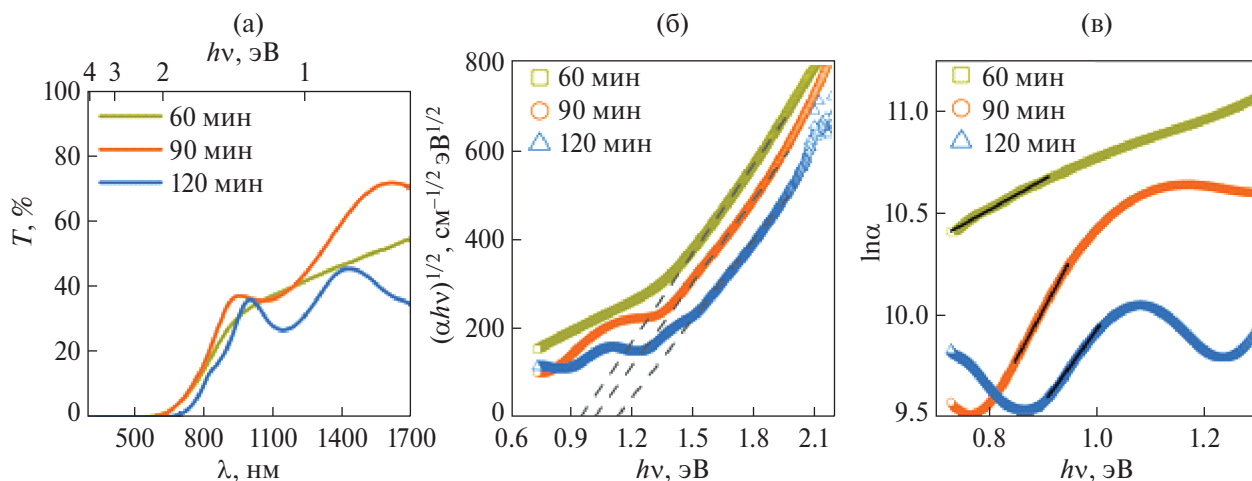 (а)
hν, эВ
4 3 2 1
100
80
60
40
20
0
T, %
60 мин
90 мин
120 мин
500 800 1100 1400 1700
λ, нм
(б)
800
600
400
200
0
(αhν)^1/2, см^−1/2 эВ^1/2
60 мин
90 мин
120 мин
0.6 0.9 1.2 1.5 1.8 2.1
hν, эВ
(в)
11.0
10.5
10.0
9.5
lnα
60 мин
90 мин
120 мин
0.8 1.0 1.2
hν, эВ